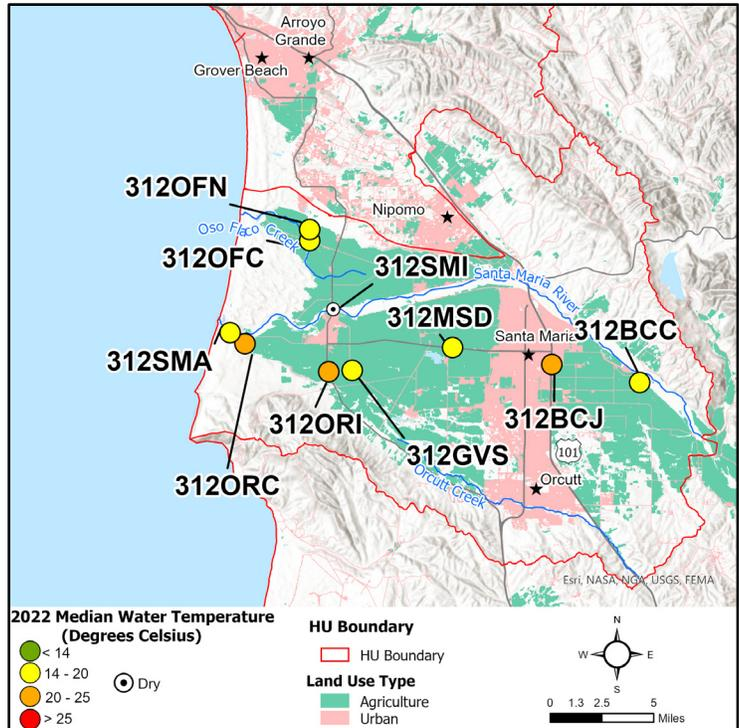 Arroyo
Grande
Grover Beach
312OFN
Nipomo
Oso Flaco Creek
312OFC
312SMI
Santa Maria River
312MSD
Santa Maria
312BCC
312SMA
312ORI
312BCJ
312GVS
101
312ORC
Orcutt
Orcutt Creek
Esri, NASA, NGA, USGS, FEMA
2022 Median Water Temperature
(Degrees Celsius)
< 14
14 - 20
20 - 25
> 25
Dry
HU Boundary
HU Boundary
Land Use Type
Agriculture
Urban
N
W E
S
0 1.3 2.5 5
Miles